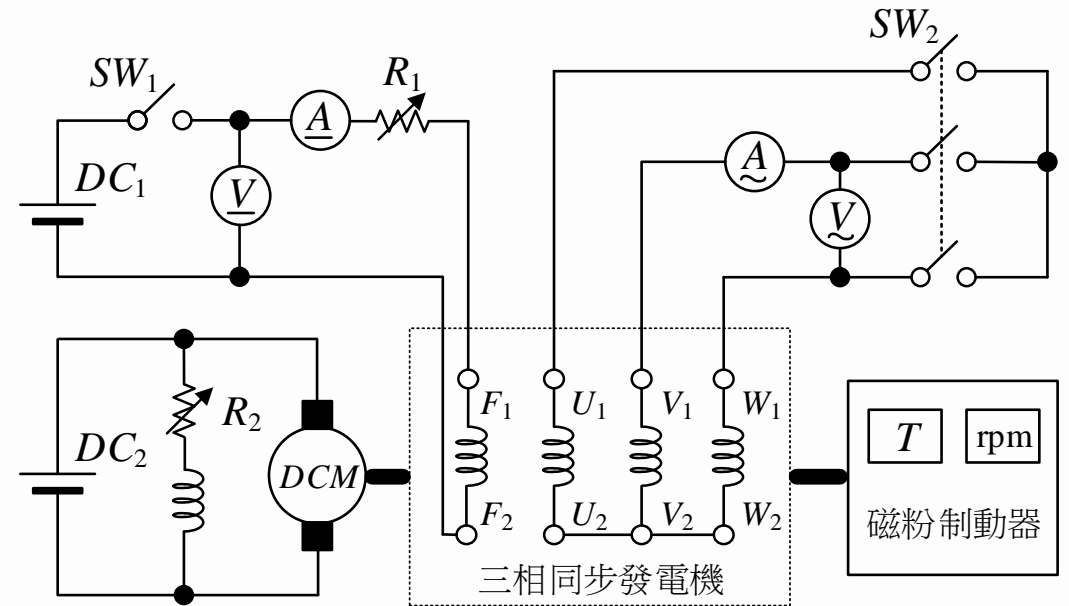 SW₁
R₁
A
DC₁
V
SW₂
A
V
R₂
DC₂
DCM
F₁
U₁
V₁
W₁
F₂
U₂
V₂
W₂
三相同步發電機
T
rpm
磁粉制動器